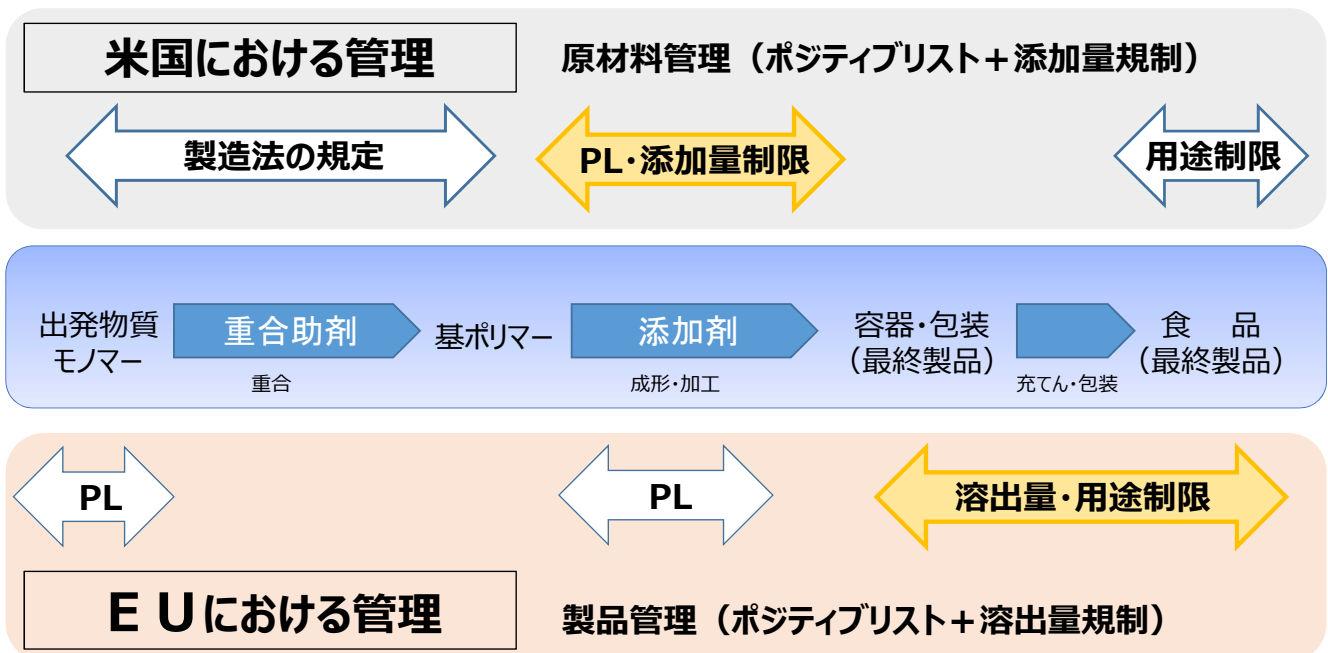 米国における管理
原材料管理（ポジティブリスト＋添加量規制）
製造法の規定
PL・添加量制限
用途制限
出発物質
モノマー
重合助剤
重合
基ポリマー
添加剤
成形・加工
容器・包装
（最終製品）
充てん・包装
食　品
（最終製品）
PL
PL
溶出量・用途制限
ＥＵにおける管理
製品管理（ポジティブリスト＋溶出量規制）